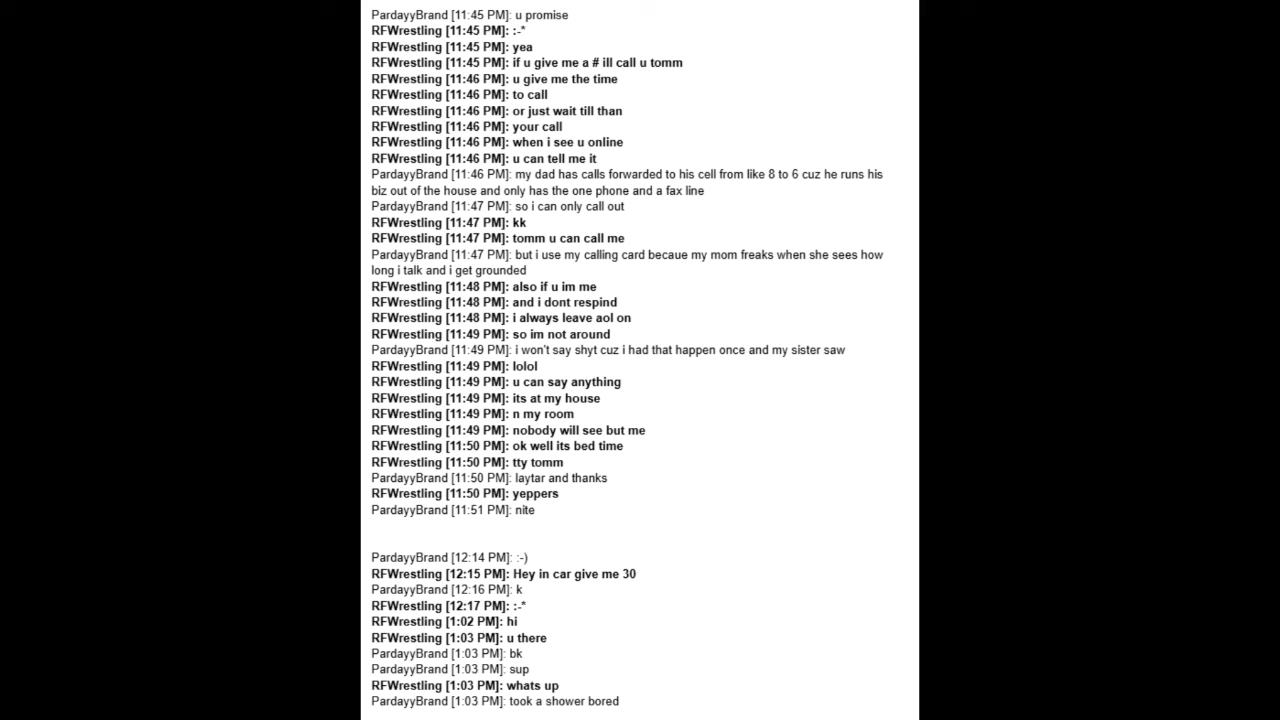 PardayyBrand [11:45 PM]: u promise
RFWrestling [11:45 PM]: :-*
RFWrestling [11:45 PM]: yea
RFWrestling [11:45 PM]: if u give me a # ill call u tomm
RFWrestling [11:46 PM]: u give me the time
RFWrestling [11:46 PM]: to call
RFWrestling [11:46 PM]: or just wait till than
RFWrestling [11:46 PM]: your call
RFWrestling [11:46 PM]: when i see u online
RFWrestling [11:46 PM]: u can tell me it
PardayyBrand [11:46 PM]: my dad has calls forwarded to his cell from like 8 to 6 cuz he runs his
biz out of the house and only has the one phone and a fax line
PardayyBrand [11:47 PM]: so i can only call out
RFWrestling [11:47 PM]: kk
RFWrestling [11:47 PM]: tomm u can call me
PardayyBrand [11:47 PM]: but i use my calling card becaue my mom freaks when she sees how
long i talk and i get grounded
RFWrestling [11:48 PM]: also if u im me
RFWrestling [11:48 PM]: and i dont respind
RFWrestling [11:48 PM]: i always leave aol on
RFWrestling [11:49 PM]: so im not around
PardayyBrand [11:49 PM]: i won't say shyt cuz i had that happen once and my sister saw
RFWrestling [11:49 PM]: lolol
RFWrestling [11:49 PM]: u can say anything
RFWrestling [11:49 PM]: its at my house
RFWrestling [11:49 PM]: n my room
RFWrestling [11:49 PM]: nobody will see but me
RFWrestling [11:50 PM]: ok well its bed time
RFWrestling [11:50 PM]: tty tomm
PardayyBrand [11:50 PM]: laytar and thanks
RFWrestling [11:50 PM]: yeppers
PardayyBrand [11:51 PM]: nite
PardayyBrand [12:14 PM]: :-)
RFWrestling [12:15 PM]: Hey in car give me 30
PardayyBrand [12:16 PM]: k
RFWrestling [12:17 PM]: :-*
RFWrestling [1:02 PM]: hi
RFWrestling [1:03 PM]: u there
PardayyBrand [1:03 PM]: bk
PardayyBrand [1:03 PM]: sup
RFWrestling [1:03 PM]: whats up
PardayyBrand [1:03 PM]: took a shower bored